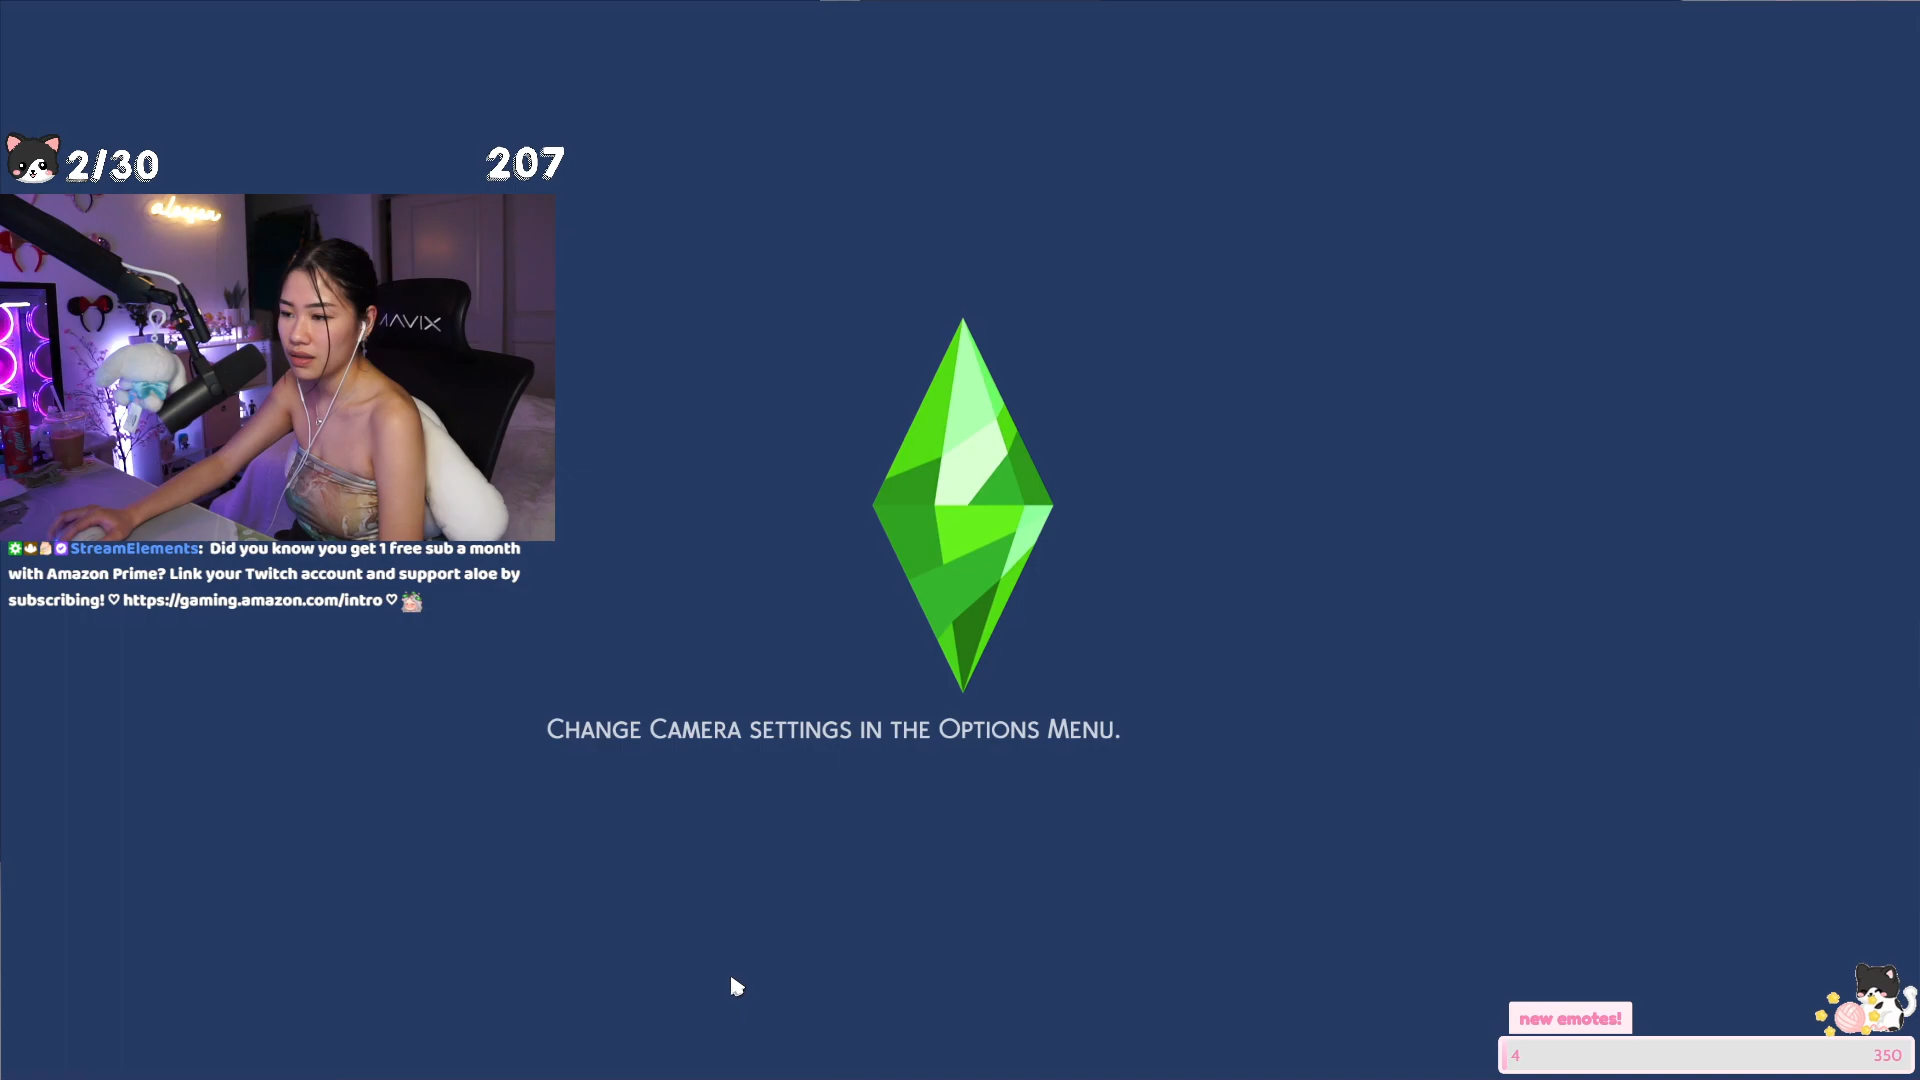 2/30
207
MAVIX
StreamElements: Did you know you get 1 free sub a month
with Amazon Prime? Link your Twitch account and support aloe by
subscribing! ♡ https://gaming.amazon.com/intro ♡
CHANGE CAMERA SETTINGS IN THE OPTIONS MENU.
new emotes!
4
350